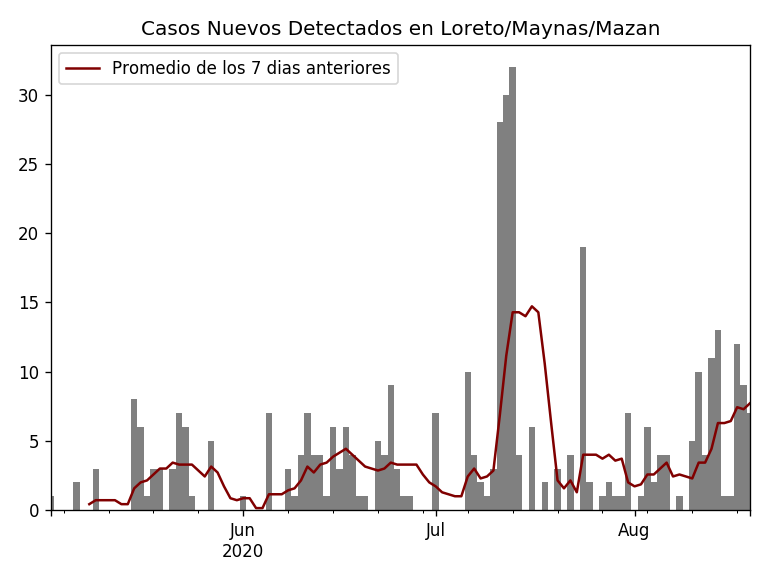 Casos Nuevos Detectados en Loreto/Maynas/Mazan
Promedio de los 7 dias anteriores
30
25
20
15
10
5
0
Jun
2020
Jul
Aug